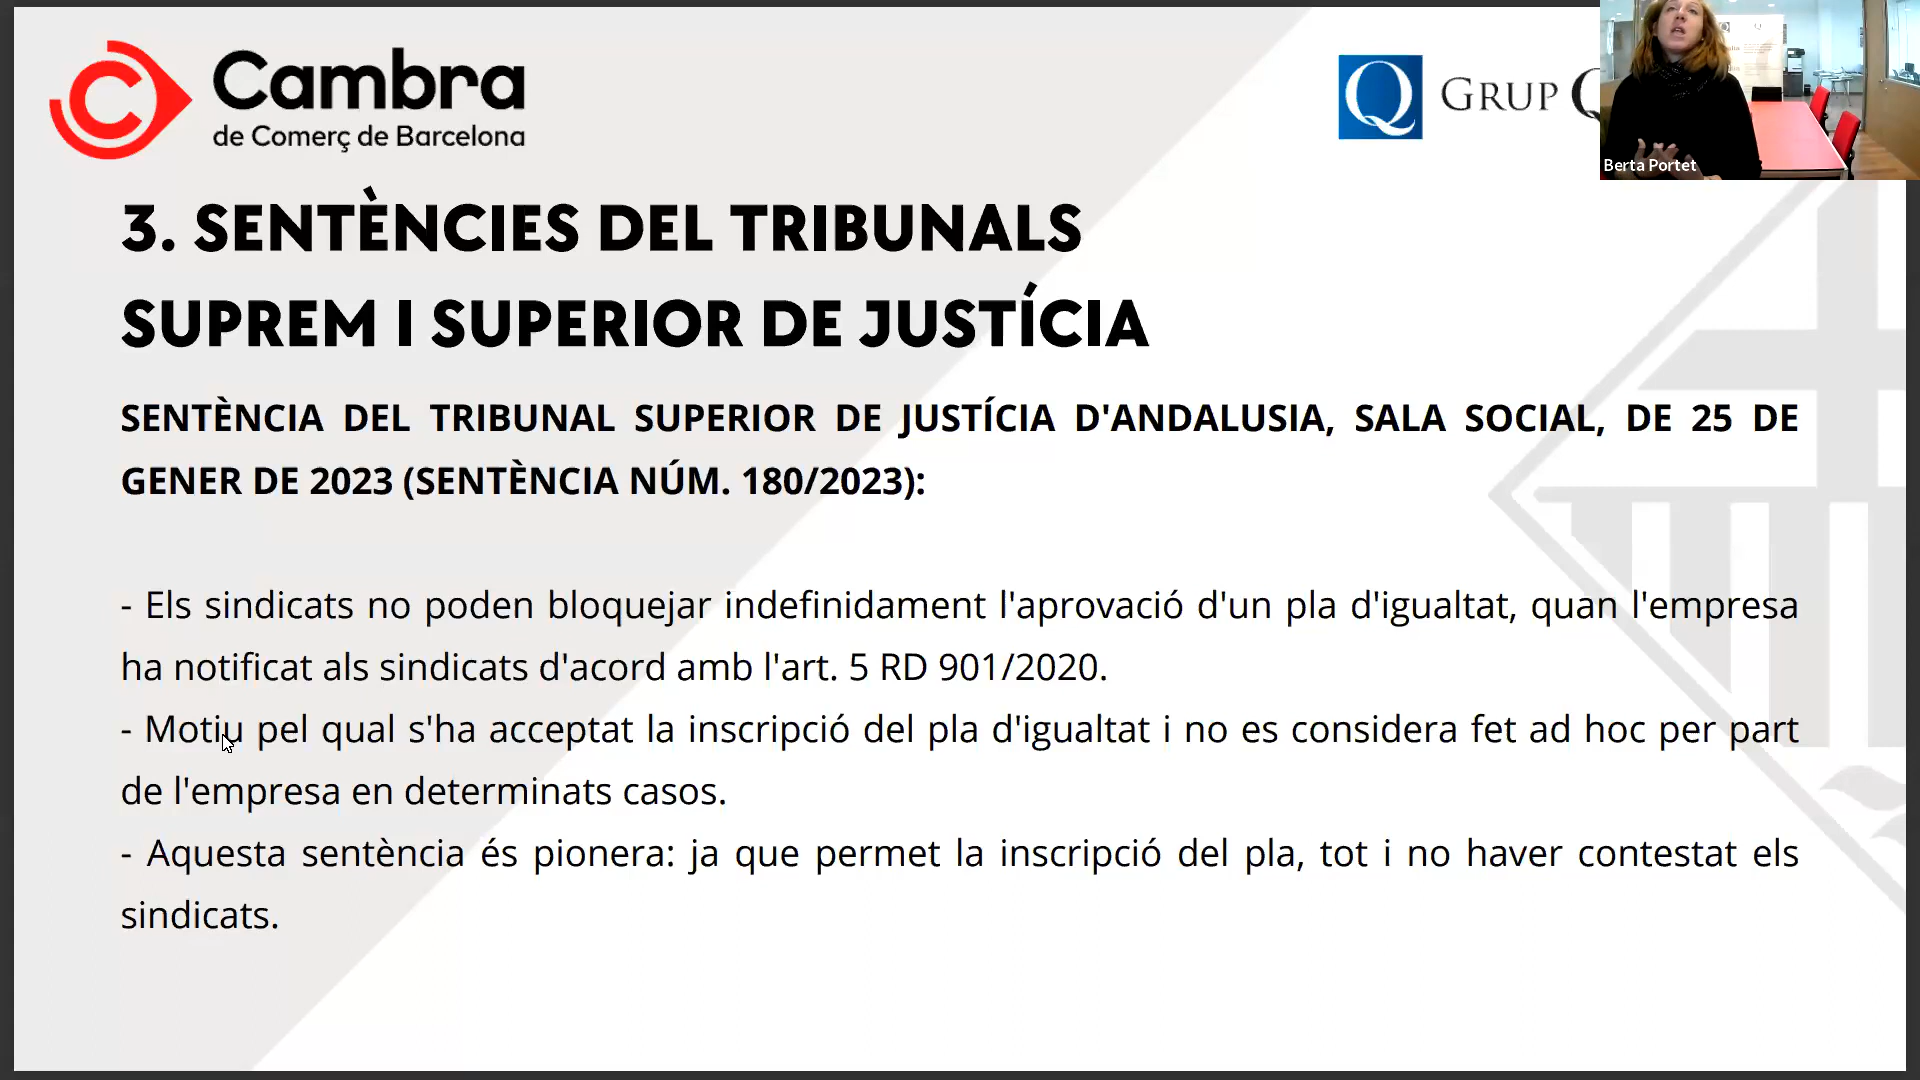 Cambra
de Comerç de Barcelona
GRUP
Berta Portet
3. SENTÈNCIES DEL TRIBUNALS
SUPREM I SUPERIOR DE JUSTÍCIA
SENTÈNCIA DEL TRIBUNAL SUPERIOR DE JUSTÍCIA D'ANDALUSIA, SALA SOCIAL, DE 25 DE
GENER DE 2023 (SENTÈNCIA NÚM. 180/2023):
- Els sindicats no poden bloquejar indefinidament l'aprovació d'un pla d'igualtat, quan l'empresa
ha notificat als sindicats d'acord amb l'art. 5 RD 901/2020.
- Motiu pel qual s'ha acceptat la inscripció del pla d'igualtat i no es considera fet ad hoc per part
de l'empresa en determinats casos.
- Aquesta sentència és pionera: ja que permet la inscripció del pla, tot i no haver contestat els
sindicats.